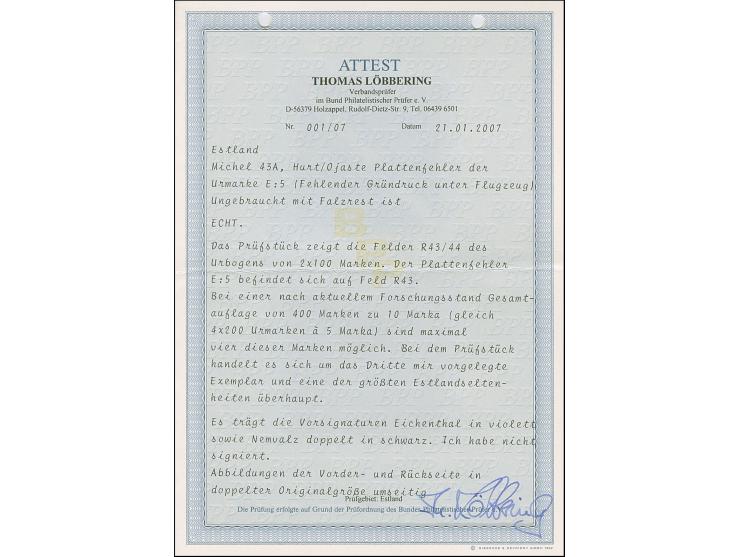 ATTEST
THOMAS LÖBBERING
Verbandsprüfer
im Bund Philatelistischer Prüfer e. V.
D-56379 Holzappel, Rudolf-Dietz-Str. 9, Tel. 06439 6501
Nr. 001/07 Datum 21.01.2007
Estland
Michel 43A, Hurt/Ojaste Plattenfehler der
Urmarke E:5 (Fehlender Gründruck unter Flugzeug)
Ungebraucht mit Falzrest ist
ECHT.
Das Prüfstück zeigt die Felder R43/44 des
Urbogens von 2x100 Marken. Der Plattenfehler
E:5 befindet sich auf Feld R43.
Bei einer nach aktuellem Forschungsstand Gesamt-
auflage von 400 Marken zu 10 Marka (gleich
4x200 Urmarken à 5 Marka) sind maximal
vier dieser Marken möglich. Bei dem Prüfstück
handelt es sich um das Dritte mir vorgelegte
Exemplar und eine der größten Estlandselten-
heiten überhaupt.
Es trägt die Vorsignaturen Eichenthal in violett
sowie Nemvalz doppelt in schwarz. Ich habe nicht
signiert.
Abbildungen der Vorder- und Rückseite in
doppelter Originalgröße umseitig
Prüfgebiet: Estland
Die Prüfung erfolgte auf Grund der Prüfordnung des Bundes Philatelistischer Prüfer e.V.